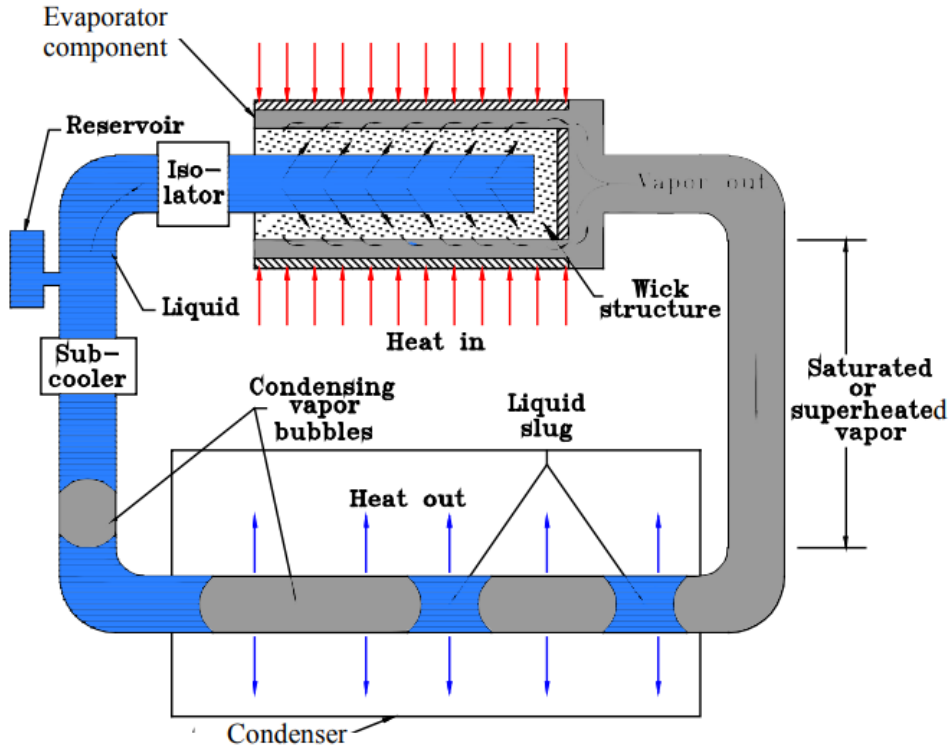 Evaporator
component
Reservoir
Iso-
lator
Vapor out
Liquid
Wick
structure
Heat in
Sub-
cooler
Condensing
vapor
bubbles
Liquid
slug
Saturated
or
superheated
vapor
Heat out
Condenser